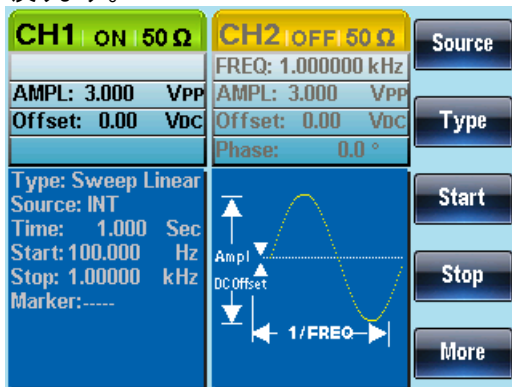 CH1 ON 50 Ω
AMPL: 3.000 VPP
Offset: 0.00 VDC
CH2 OFF 50 Ω
FREQ: 1.000000 kHz
AMPL: 3.000 VPP
Offset: 0.00 VDC
Phase: 0.0 °
Type: Sweep Linear
Source: INT
Time: 1.000 Sec
Start: 100.000 Hz
Stop: 1.00000 kHz
Marker:-----
Ampl
DC Offset
1/FREQ
Source
Type
Start
Stop
More